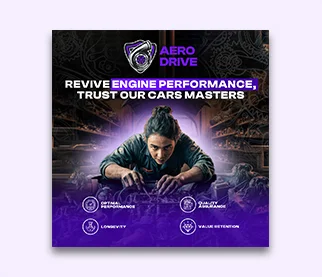 AERO
DRIVE
REVIVE ENGINE PERFORMANCE,
TRUST OUR CARS MASTERS
OPTIMAL
PERFORMANCE
QUALITY
ASSURANCE
LONGEVITY
VALUE RETENTION